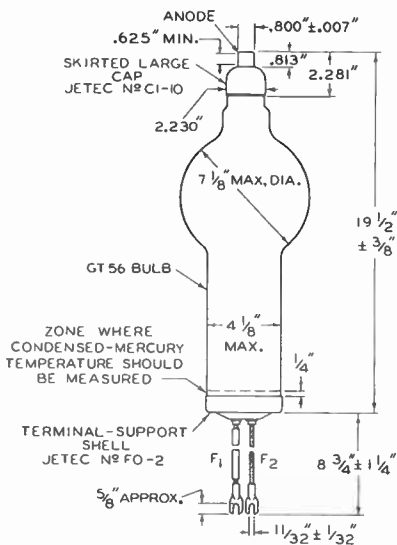 ANODE
.800"±.007"
.625" MIN.
.813"
SKIRTED LARGE
CAP
JETEC Nº C1-10
2.281"
2.230"
7 1/8" MAX. DIA.
19 1/2"
± 3/8"
GT 56 BULB
4 1/8"
MAX.
ZONE WHERE
CONDENSED-MERCURY
TEMPERATURE SHOULD
BE MEASURED
1/4"
TERMINAL-SUPPORT
SHELL
JETEC Nº FO-2
F1
F2
8 3/4"± 1 1/4"
5/8" APPROX.
11/32"± 1/32"